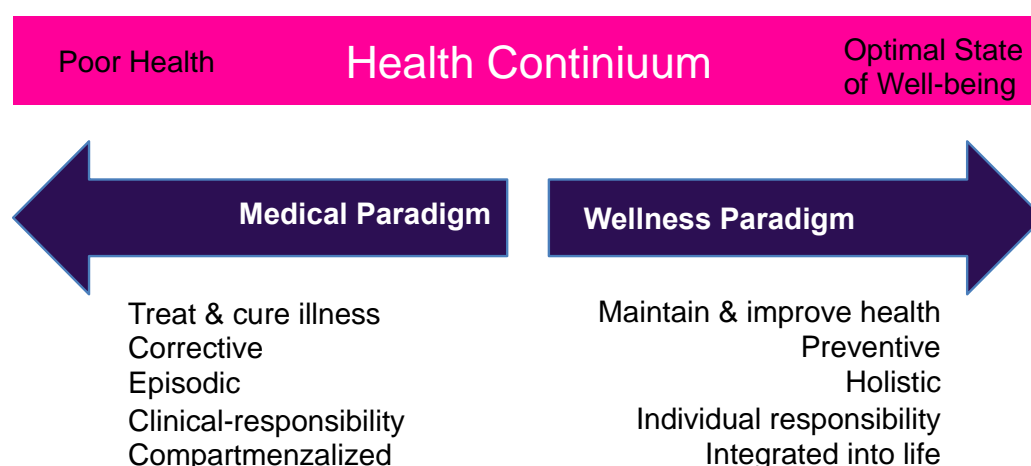 Poor Health
Health Continiuum
Optimal State
of Well-being
Medical Paradigm
Wellness Paradigm
Treat & cure illness
Corrective
Episodic
Clinical-responsibility
Compartmenzalized
Maintain & improve health
Preventive
Holistic
Individual responsibility
Integrated into life